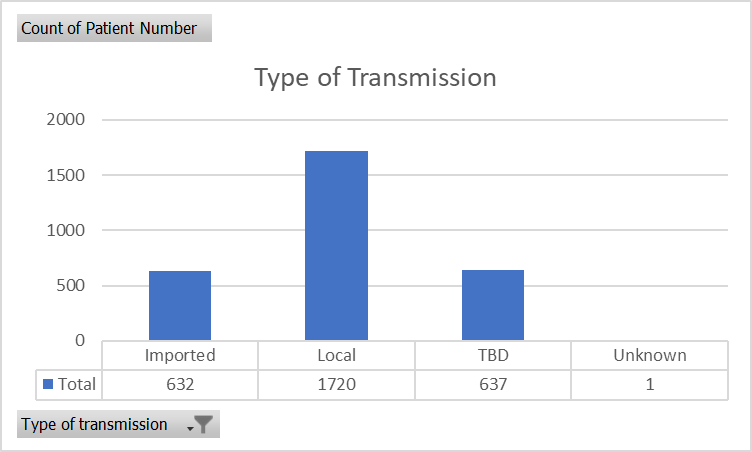 Count of Patient Number
Type of Transmission
2000
1500
1000
500
0
Imported Local TBD Unknown
Total 632 1720 637 1
Type of transmission